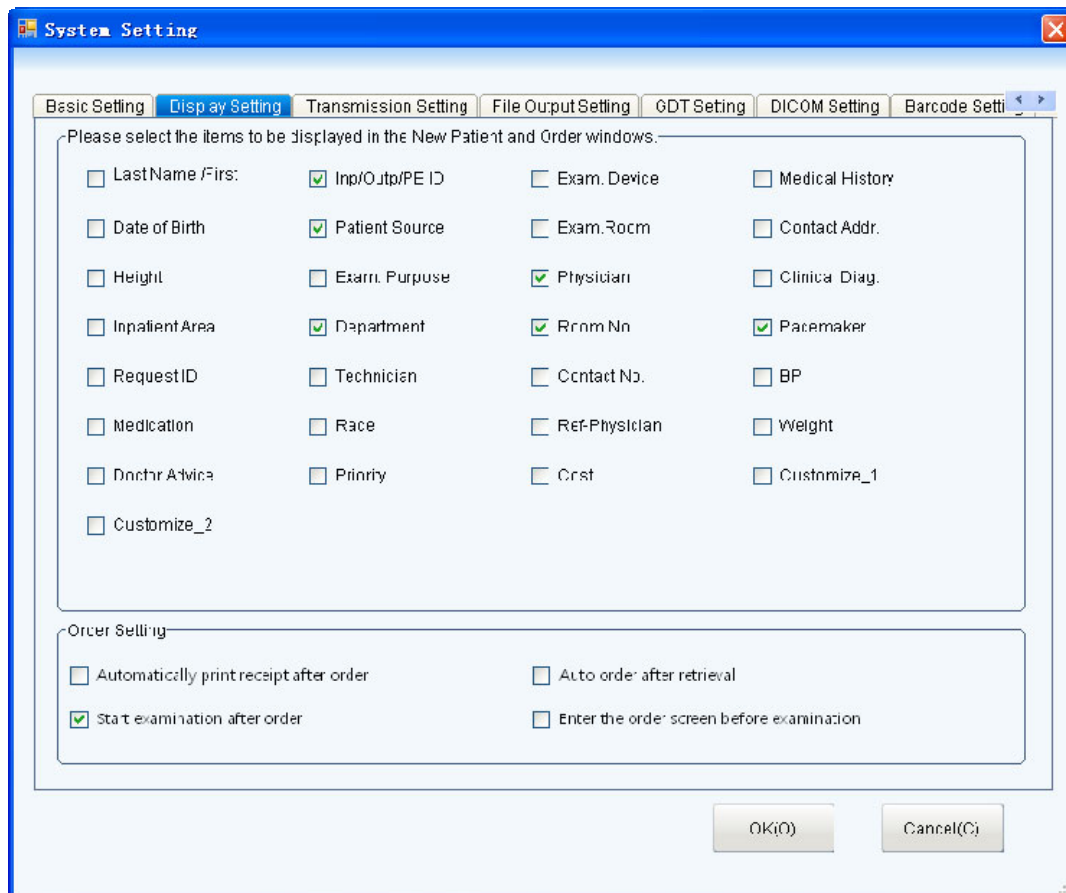 System Setting
Basic Setting Display Setting Transmission Setting File Output Setting GDT Setting DICOM Setting Barcode Setti
Please select the items to be displayed in the New Patient and Order windows.
Last Name /First Inp/Outp/PE ID Exam. Device Medical History
Date of Birth Patient Source Exam.Room Contact Addr.
Height Exam. Purpose Physician Clinical Diag.
Inpatient Area Department Room No Pacemaker
Request ID Technician Contact No. BP
Medication Race Ref-Physician Weight
Doctor Advice Priority Cost Customize_1
Customize_2
Order Setting
Automatically print receipt after order Auto order after retrieval
Start examination after order Enter the order screen before examination
OK(O) Cancel(C)